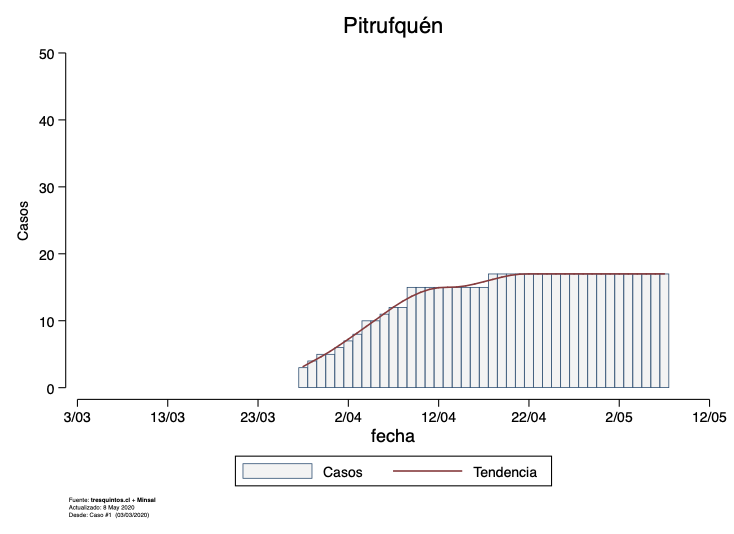 Pitrufquén
50
40
30
20
10
0
Casos
3/03 13/03 23/03 2/04 12/04 22/04 2/05 12/05
fecha
Casos Tendencia
Fuente: tresquintos.cl + Minsal
Actualizado: 8 May 2020
Desde: Caso #1 (03/03/2020)